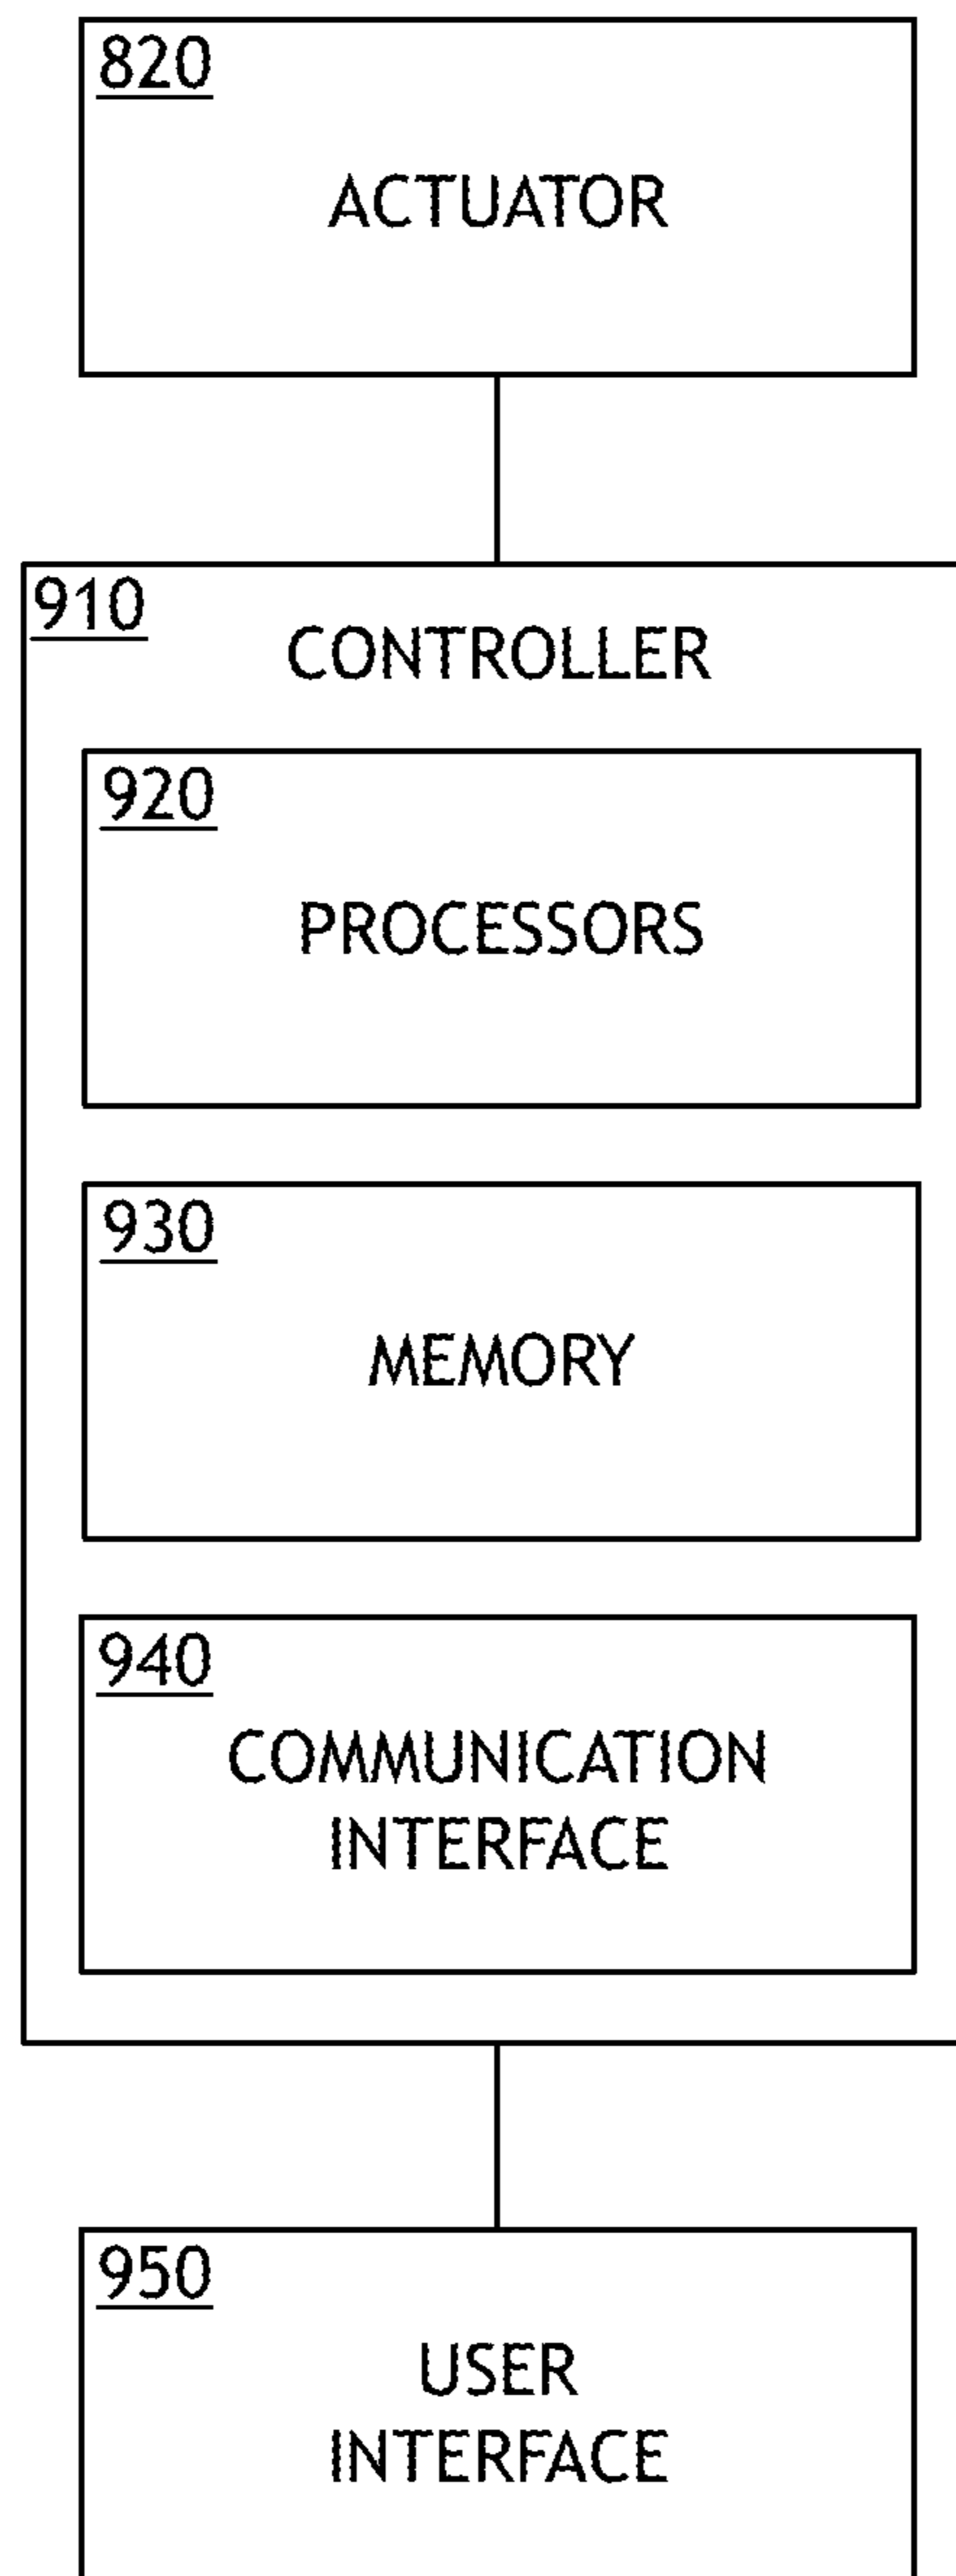 820
ACTUATOR
910
CONTROLLER
920
PROCESSORS
930
MEMORY
940
COMMUNICATION
INTERFACE
950
USER
INTERFACE